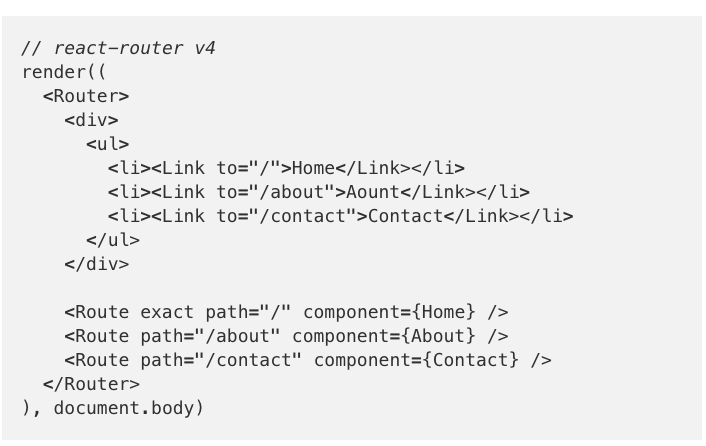 // react-router v4
render((
  <Router>
    <div>
      <ul>
        <li><Link to="/">Home</Link></li>
        <li><Link to="/about">Aount</Link></li>
        <li><Link to="/contact">Contact</Link></li>
      </ul>
    </div>

    <Route exact path="/" component={Home} />
    <Route path="/about" component={About} />
    <Route path="/contact" component={Contact} />
  </Router>
), document.body)